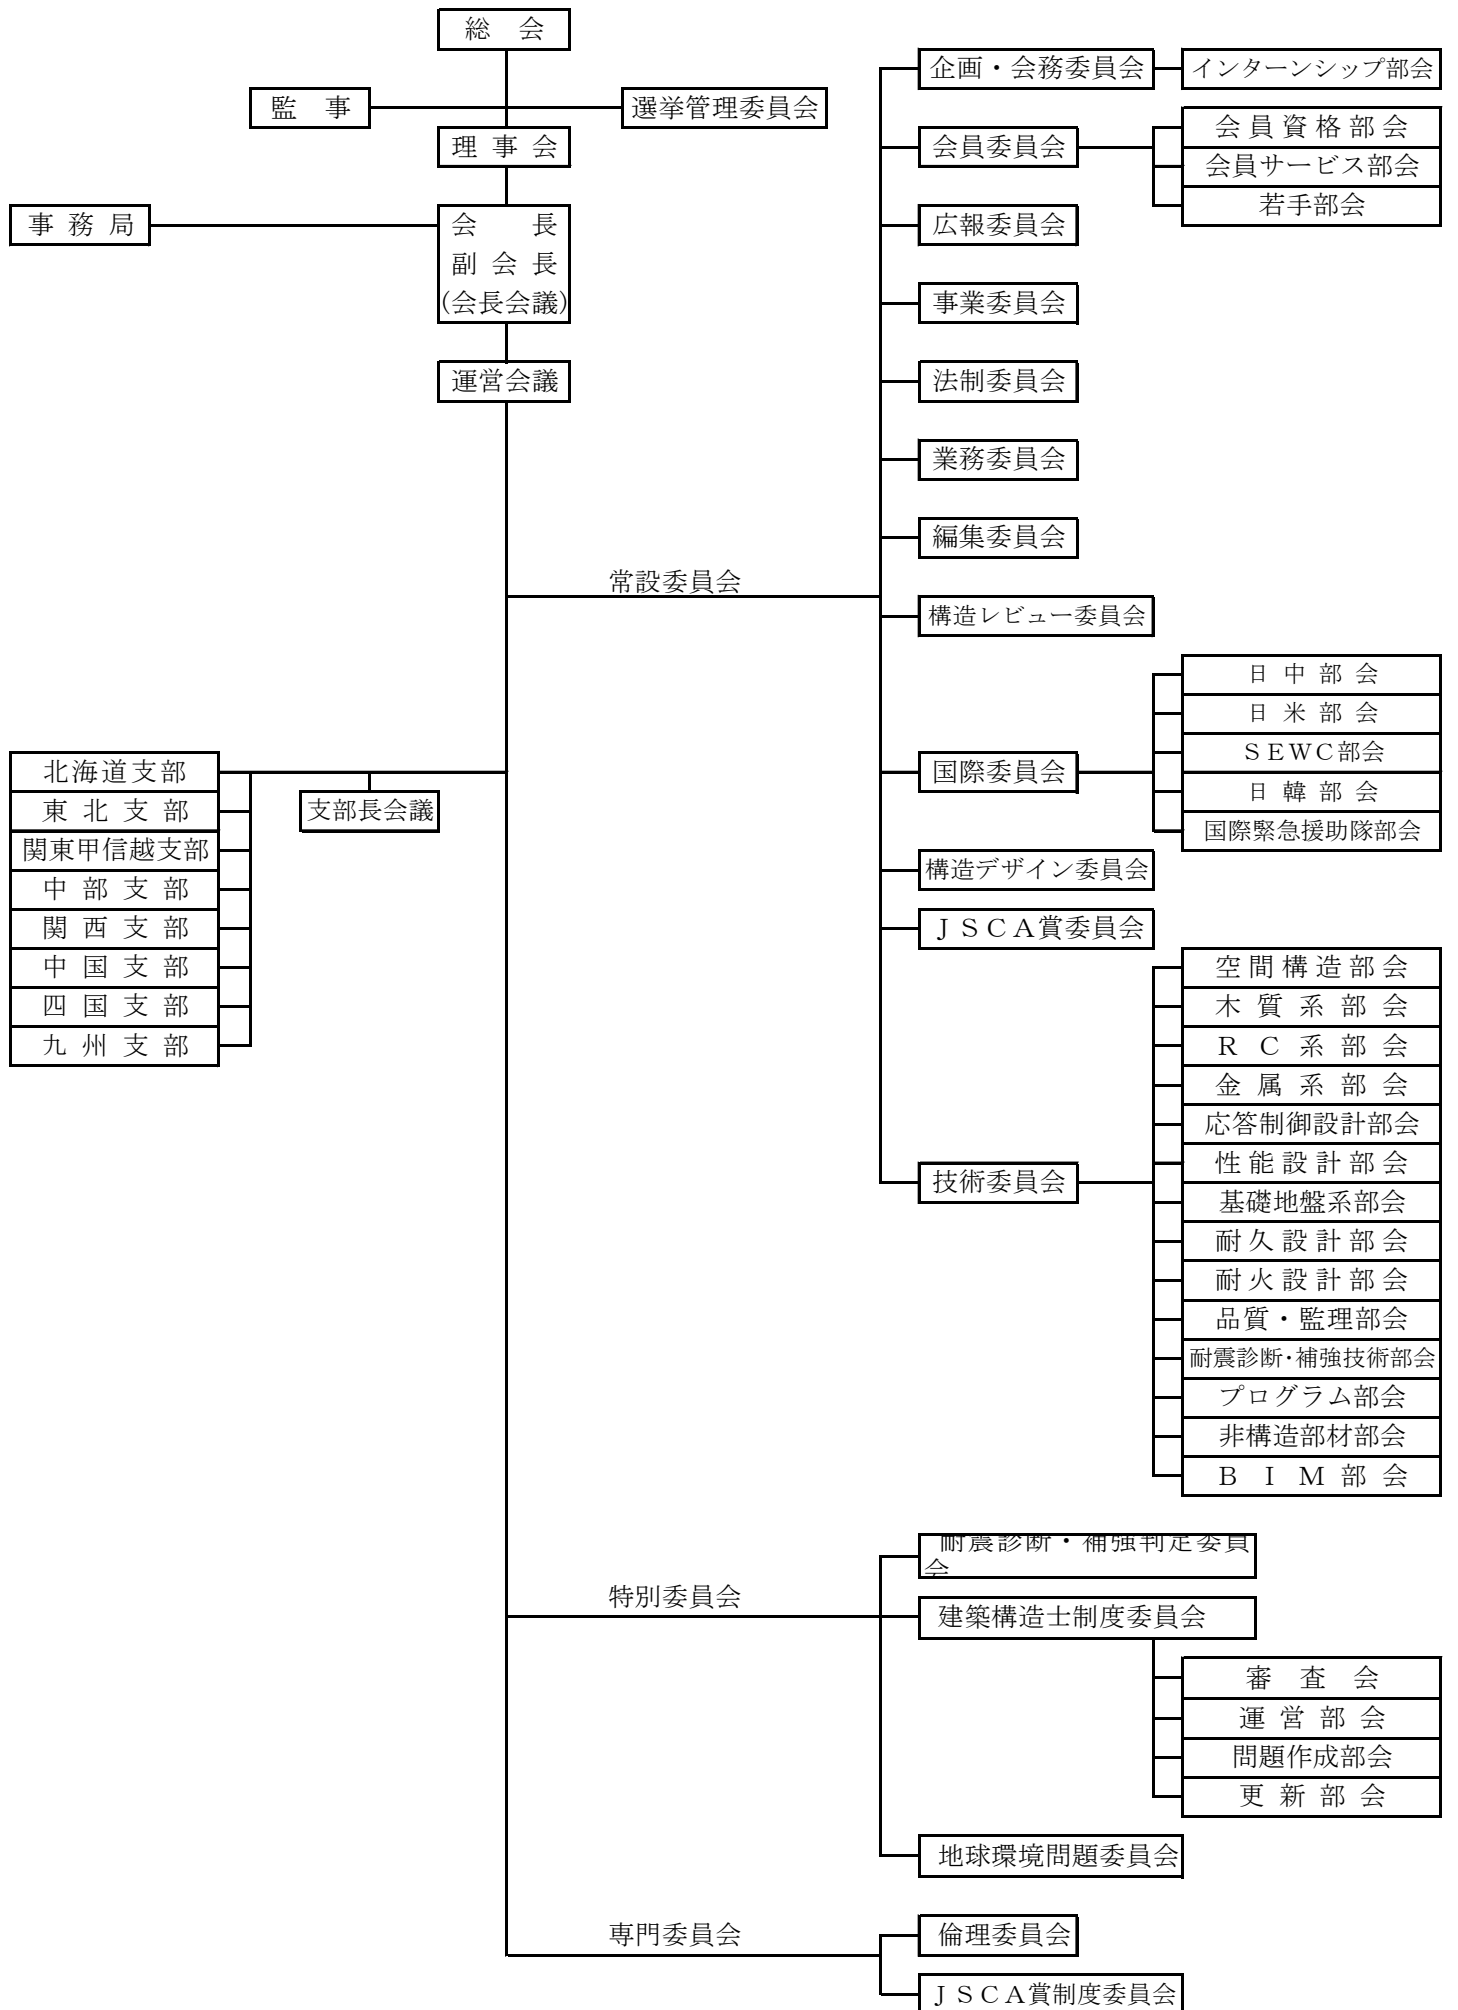 総　会
監　事
選挙管理委員会
理 事 会
事 務 局
会　　長
副 会 長
(会長会議)
運営会議
常設委員会
企画・会務委員会
インターンシップ部会
会員委員会
会員資格部会
会員サービス部会
若手部会
広報委員会
事業委員会
法制委員会
業務委員会
編集委員会
構造レビュー委員会
国際委員会
日 中 部 会
日 米 部 会
ＳＥＷＣ部会
日 韓 部 会
国際緊急援助隊部会
構造デザイン委員会
ＪＳＣＡ賞委員会
技術委員会
空間構造部会
木 質 系 部 会
Ｒ Ｃ 系 部 会
金 属 系 部 会
応答制御設計部会
性能設計部会
基礎地盤系部会
耐久設計部会
耐火設計部会
品質・監理部会
耐震診断・補強技術部会
プログラム部会
非構造部材部会
Ｂ Ｉ Ｍ 部 会
北海道支部
東 北 支 部
関東甲信越支部
中 部 支 部
関 西 支 部
中 国 支 部
四 国 支 部
九 州 支 部
支部長会議
特別委員会
耐震診断・補強判定委員
会
建築構造士制度委員会
審　査　会
運 営 部 会
問題作成部会
更 新 部 会
地球環境問題委員会
専門委員会
倫理委員会
ＪＳＣＡ賞制度委員会